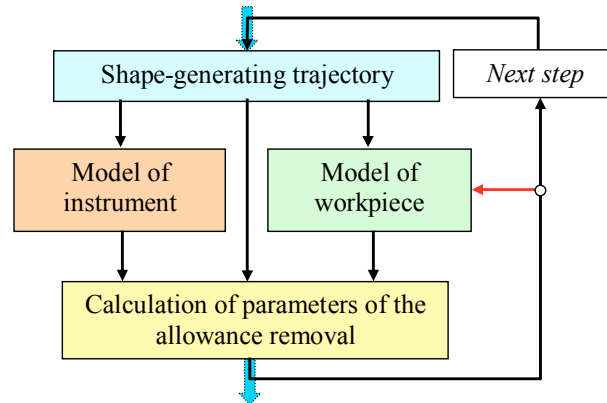 Shape-generating trajectory
Next step
Model of
instrument
Model of
workpiece
Calculation of parameters of the
allowance removal